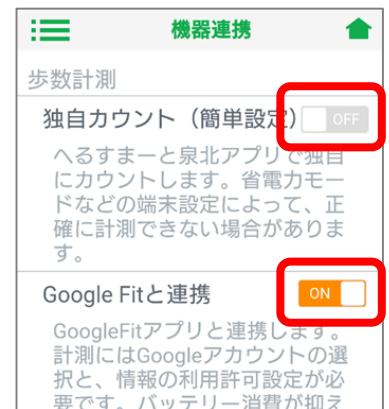 機器連携
歩数計測
独自カウント（簡単設定)
OFF
へるすまーと泉北アプリで独自
にカウントします。省電力モー
ドなどの端末設定によって、正
確に計測できない場合がありま
す。
Google Fitと連携
ON
GoogleFitアプリと連携します。
計測にはGoogleアカウントの選
択と、情報の利用許可設定が必
要です。バッテリー消費が抑え